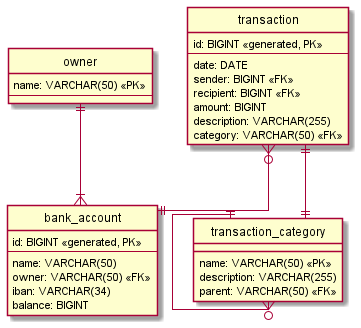 owner
name: VARCHAR(50) «PK»
transaction
id: BIGINT «generated, PK»
date: DATE
sender: BIGINT «FK»
recipient: BIGINT «FK»
amount: BIGINT
description: VARCHAR(255)
category: VARCHAR(50) «FK»
bank_account
id: BIGINT «generated, PK»
name: VARCHAR(50)
owner: VARCHAR(50) «FK»
iban: VARCHAR(34)
balance: BIGINT
transaction_category
name: VARCHAR(50) «PK»
description: VARCHAR(255)
parent: VARCHAR(50) «FK»